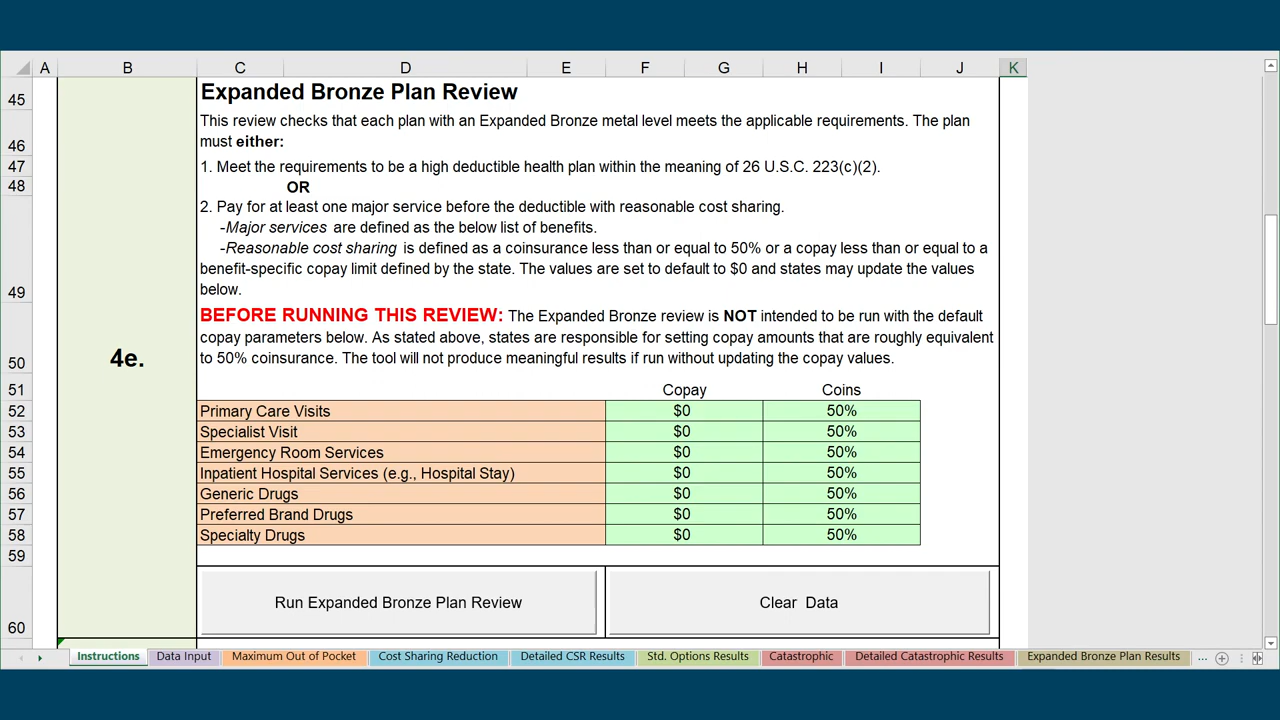 A B C D E F G H I J K
45 Expanded Bronze Plan Review
This review checks that each plan with an Expanded Bronze metal level meets the applicable requirements. The plan
46 must either:
47 1. Meet the requirements to be a high deductible health plan within the meaning of 26 U.S.C. 223(c)(2).
48 OR
2. Pay for at least one major service before the deductible with reasonable cost sharing.
-Major services are defined as the below list of benefits.
-Reasonable cost sharing is defined as a coinsurance less than or equal to 50% or a copay less than or equal to a
benefit-specific copay limit defined by the state. The values are set to default to $0 and states may update the values
49 below.
BEFORE RUNNING THIS REVIEW: The Expanded Bronze review is NOT intended to be run with the default
copay parameters below. As stated above, states are responsible for setting copay amounts that are roughly equivalent
50 4e. to 50% coinsurance. The tool will not produce meaningful results if run without updating the copay values.
51 Copay Coins
52 Primary Care Visits $0 50%
53 Specialist Visit $0 50%
54 Emergency Room Services $0 50%
55 Inpatient Hospital Services (e.g., Hospital Stay) $0 50%
56 Generic Drugs $0 50%
57 Preferred Brand Drugs $0 50%
58 Specialty Drugs $0 50%
59
60 Run Expanded Bronze Plan Review Clear Data
Instructions Data Input Maximum Out of Pocket Cost Sharing Reduction Detailed CSR Results Std. Options Results Catastrophic Detailed Catastrophic Results Expanded Bronze Plan Results ...